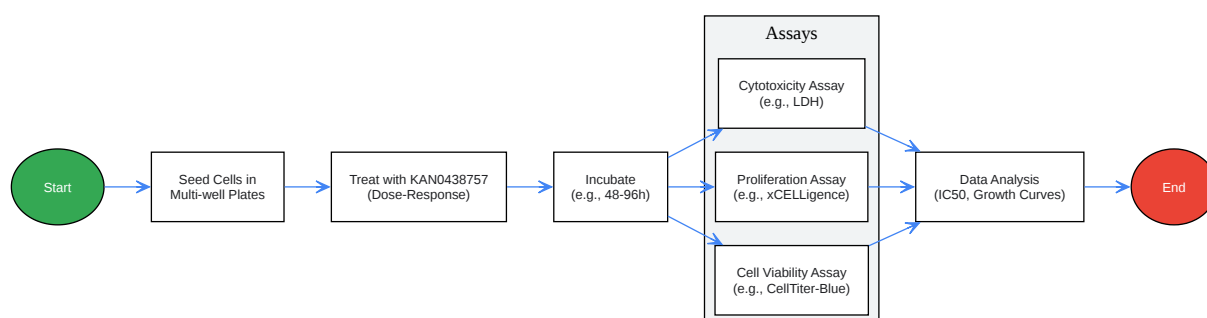 Assays
Cytotoxicity Assay
(e.g., LDH)
Start
Seed Cells in
Multi-well Plates
Treat with KAN0438757
(Dose-Response)
Incubate
(e.g., 48-96h)
Proliferation Assay
(e.g., xCELLigence)
Data Analysis
(IC50, Growth Curves)
End
Cell Viability Assay
(e.g., CellTiter-Blue)